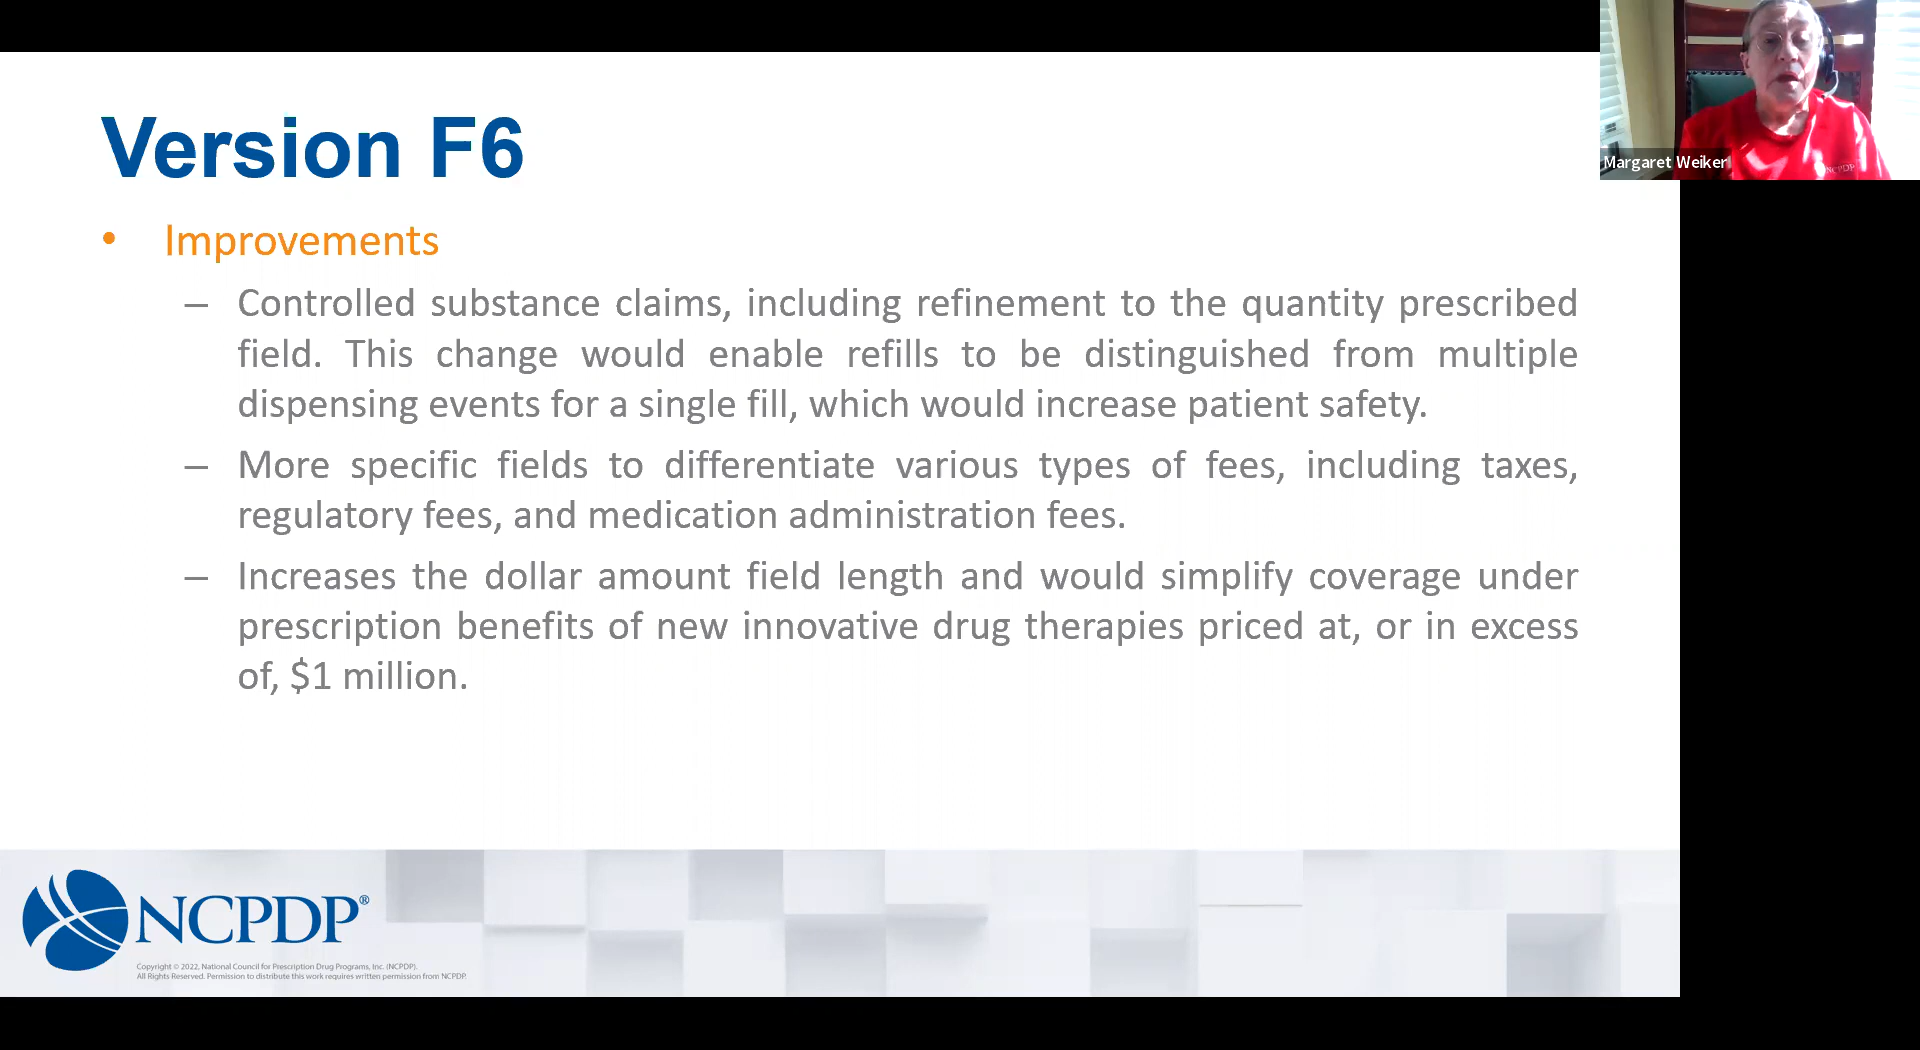 Version F6
• Improvements
– Controlled substance claims, including refinement to the quantity prescribed
field. This change would enable refills to be distinguished from multiple
dispensing events for a single fill, which would increase patient safety.
– More specific fields to differentiate various types of fees, including taxes,
regulatory fees, and medication administration fees.
– Increases the dollar amount field length and would simplify coverage under
prescription benefits of new innovative drug therapies priced at, or in excess
of, $1 million.
Margaret Weiker
NCPDP
NCPDP®
Copyright © 2022, National Council for Prescription Drug Programs, Inc. (NCPDP).
All Rights Reserved. Permission to distribute this work requires written permission from NCPDP.